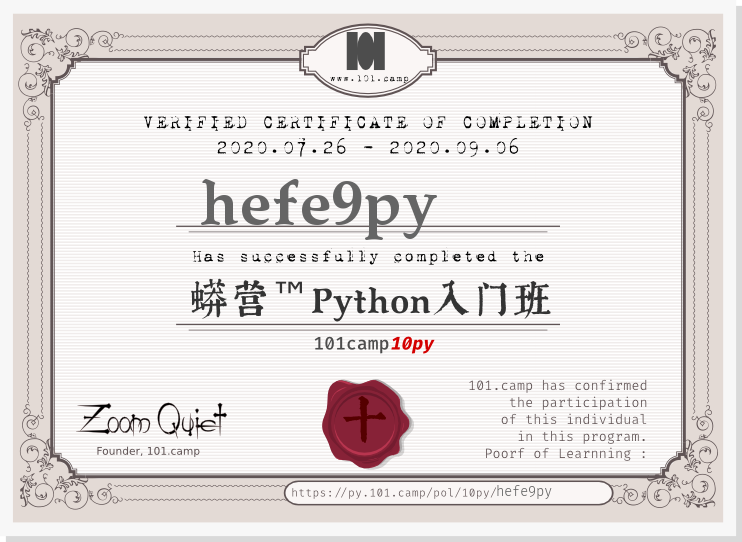 101
www.101.camp
VERIFIED CERTIFICATE OF COMPLETION
2020.07.26 - 2020.09.06
hefe9py
Has successfully completed the
蟒营™Python入门班
101camp10py
101.camp has confirmed
the participation
of this individual
in this program.
Poorf of Learnning :
Zoom Quiet
Founder, 101.camp
十
https://py.101.camp/pol/10py/hefe9py